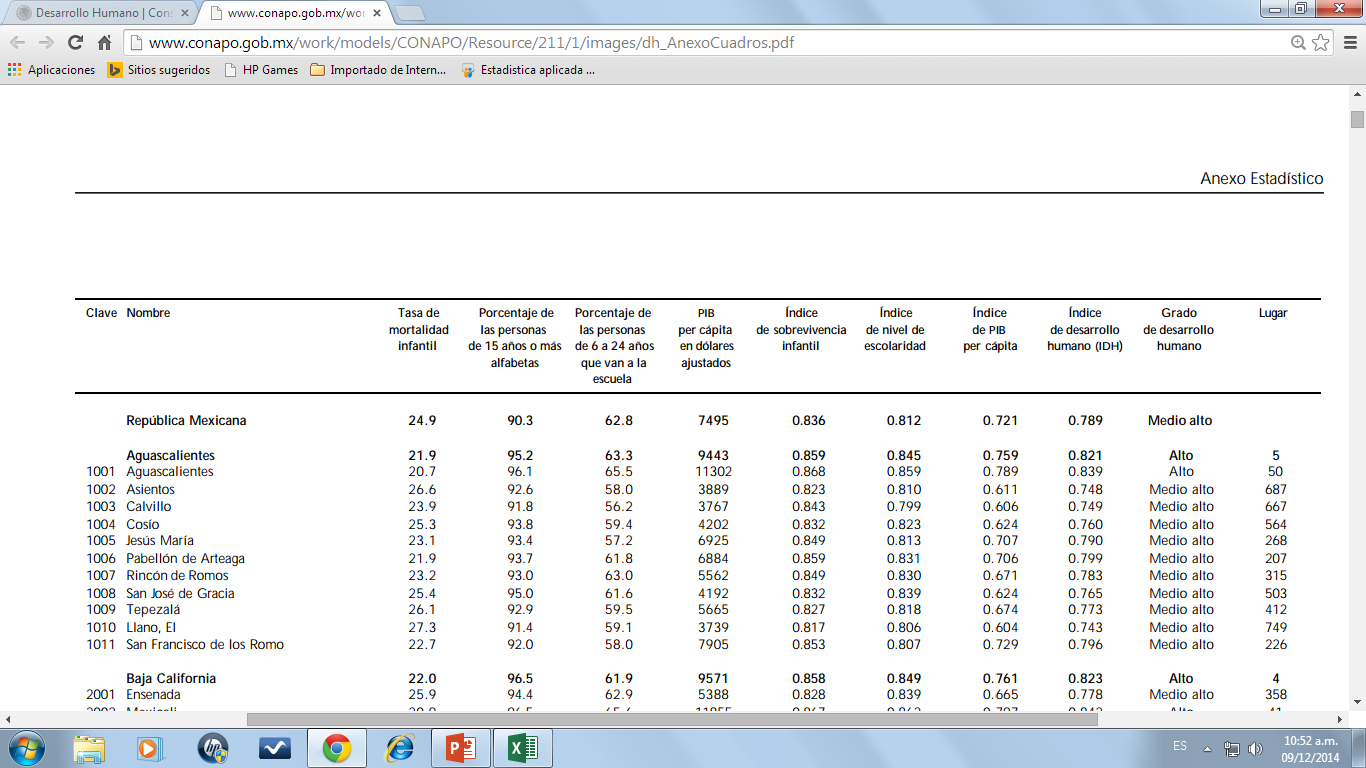 Desarrollo Humano | Con
www.conapo.gob.mx/wo
www.conapo.gob.mx/work/models/CONAPO/Resource/211/1/images/dh_AnexoCuadros.pdf
Aplicaciones Sitios sugeridos HP Games Importado de Intern... Estadistica aplicada ...
Anexo Estadístico
Clave Nombre Tasa de Porcentaje de Porcentaje de PIB Índice Índice Índice Índice Grado Lugar
mortalidad las personas las personas per cápita de sobrevivencia de nivel de de PIB de desarrollo de desarrollo
infantil de 15 años o más de 6 a 24 años en dólares infantil escolaridad per cápita humano (IDH) humano
alfabetas que van a la ajustados
escuela
República Mexicana 24.9 90.3 62.8 7495 0.836 0.812 0.721 0.789 Medio alto
Aguascalientes 21.9 95.2 63.3 9443 0.859 0.845 0.759 0.821 Alto 5
1001 Aguascalientes 20.7 96.1 65.5 11302 0.868 0.859 0.789 0.839 Alto 50
1002 Asientos 26.6 92.6 58.0 3889 0.823 0.810 0.611 0.748 Medio alto 687
1003 Calvillo 23.9 91.8 56.2 3767 0.843 0.799 0.606 0.749 Medio alto 667
1004 Cosío 25.3 93.8 59.4 4202 0.832 0.823 0.624 0.760 Medio alto 564
1005 Jesús María 23.1 93.4 57.2 6925 0.849 0.813 0.707 0.790 Medio alto 268
1006 Pabellón de Arteaga 21.9 93.7 61.8 6884 0.859 0.831 0.706 0.799 Medio alto 207
1007 Rincón de Romos 23.2 93.0 63.0 5562 0.849 0.830 0.671 0.783 Medio alto 315
1008 San José de Gracia 25.4 95.0 61.6 4192 0.832 0.839 0.624 0.765 Medio alto 503
1009 Tepezalá 26.1 92.9 59.5 5665 0.827 0.818 0.674 0.773 Medio alto 412
1010 Llano, El 27.3 91.4 59.1 3739 0.817 0.806 0.604 0.743 Medio alto 749
1011 San Francisco de los Romo 22.7 92.0 58.0 7905 0.853 0.807 0.729 0.796 Medio alto 226
Baja California 22.0 96.5 61.9 9571 0.858 0.849 0.761 0.823 Alto 4
2001 Ensenada 25.9 94.4 62.9 5388 0.828 0.839 0.665 0.778 Medio alto 358
ES
10:52 a.m.
09/12/2014